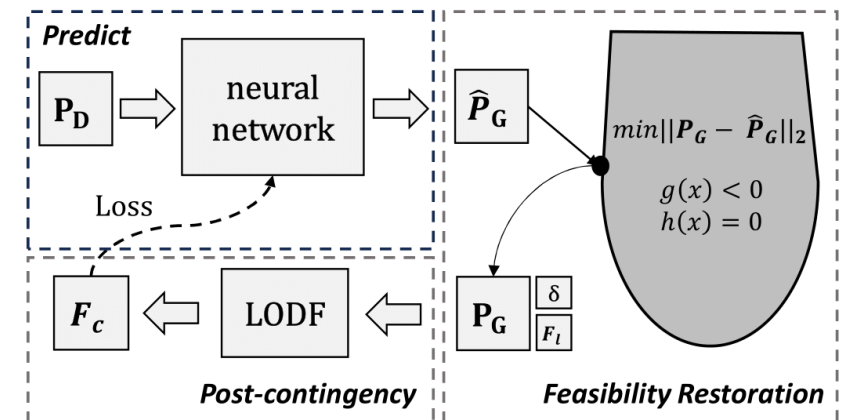 Predict
P_D
neural
network
P̂_G
min||P_G − P̂_G||_2
g(x) < 0
h(x) = 0
Loss
F_c
LODF
P_G
δ
F_l
Post-contingency
Feasibility Restoration